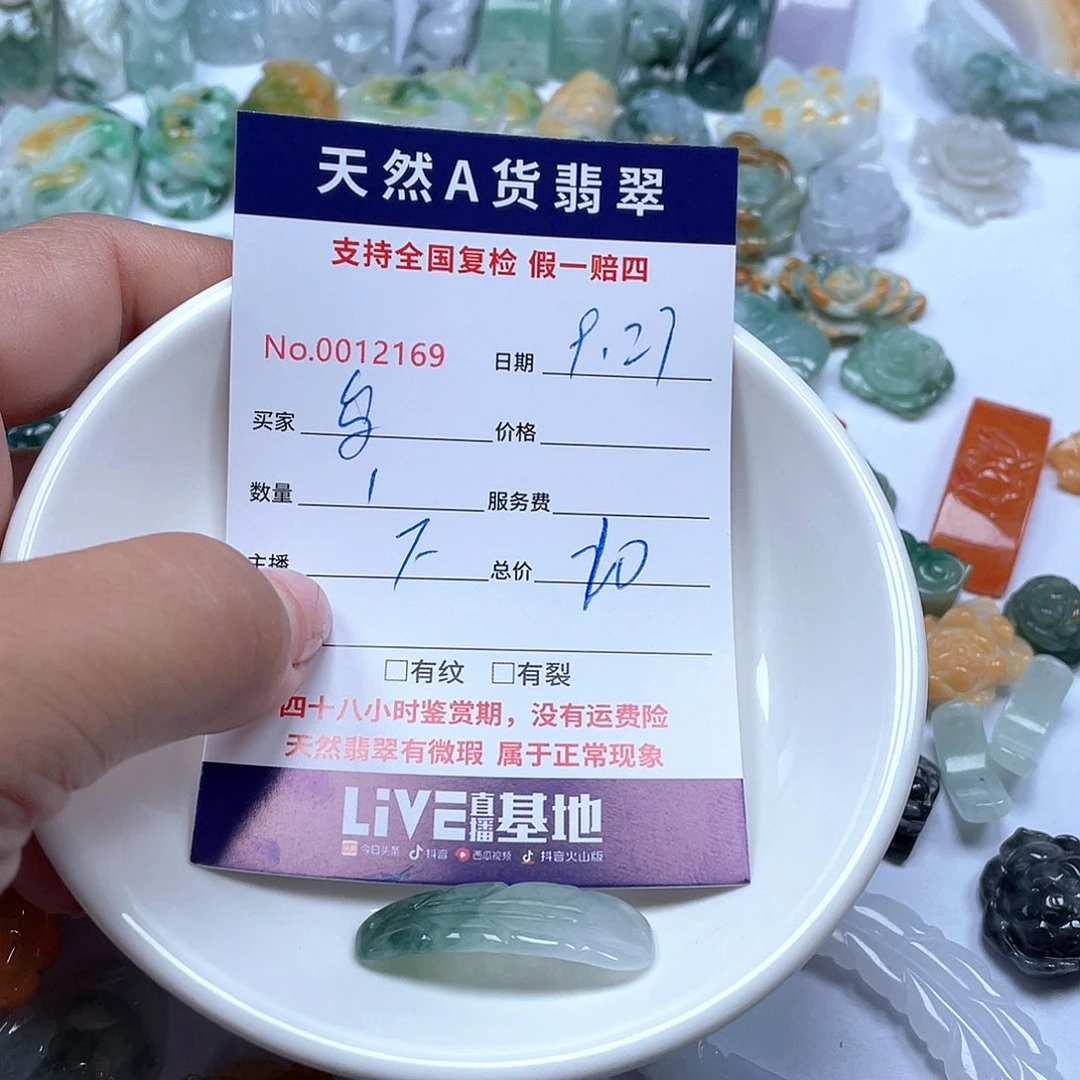 天然A货翡翠
支持全国复检 假一赔四
No.0012169 日期 9.27
买家 价格
数量 1 服务费
主播 总价
□有纹 □有裂
四十八小时鉴赏期，没有运费险
天然翡翠有微瑕 属于正常现象
LiVE直播基地
今日头条 抖音 西瓜视频 抖音火山版